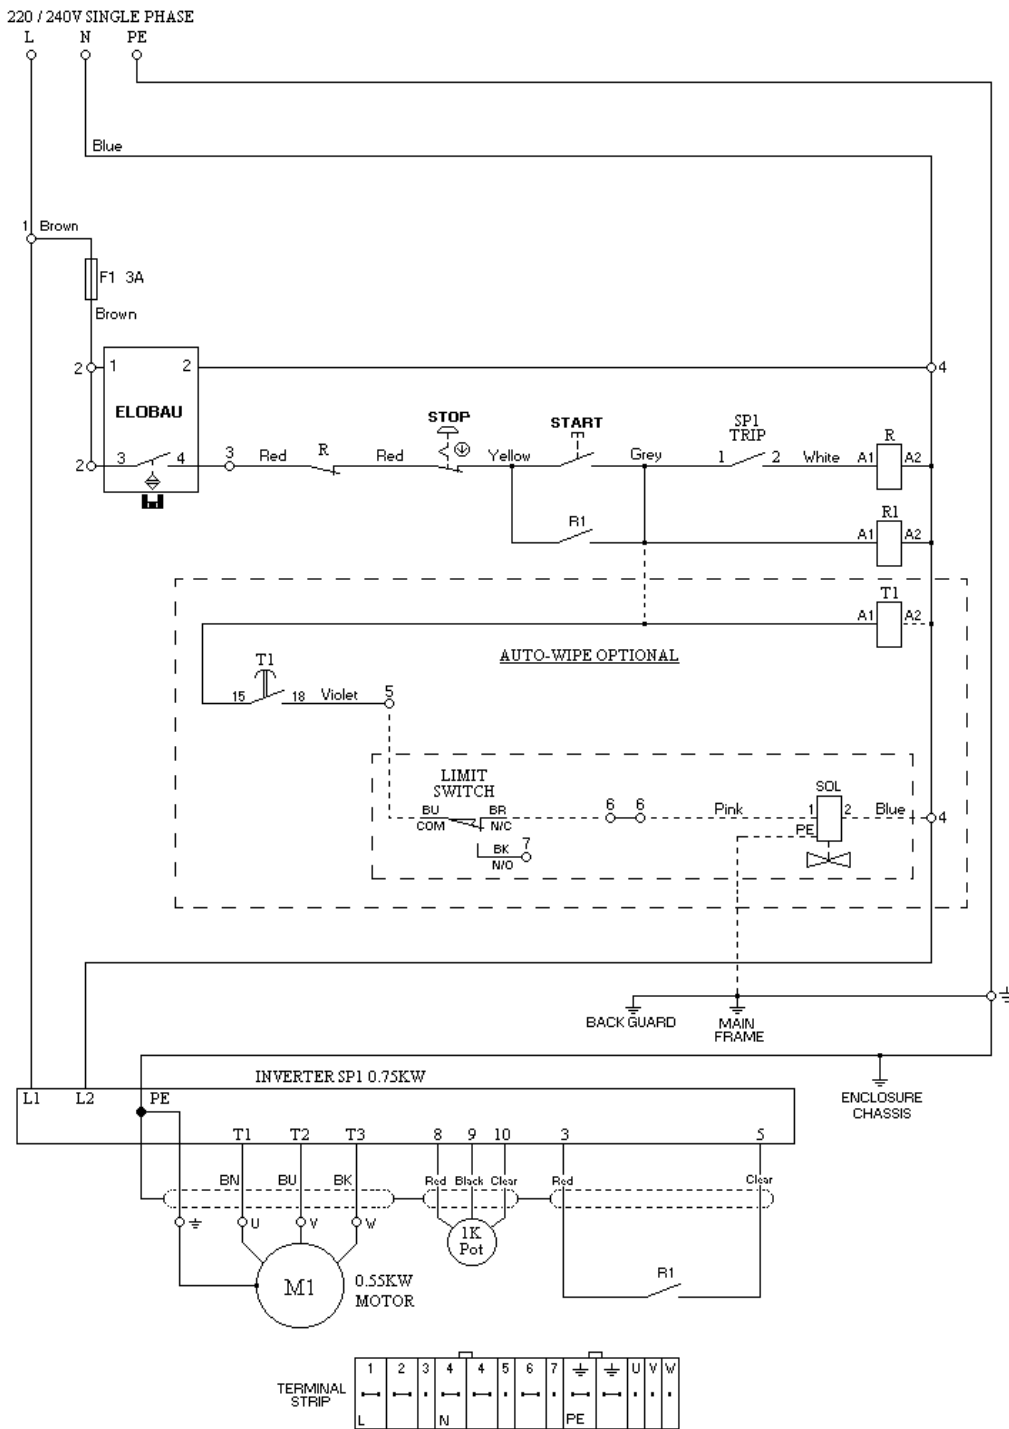 220 / 240V SINGLE PHASE
L N PE
Blue
1 Brown
F1 3A
Brown
2 1 2 4
ELOBAU
STOP
START
SP1
TRIP
R
2 3 4 3 Red R Red Yellow Grey 1 2 White A1 A2
R1
R1
A1 A2
T1
A1 A2
AUTO-WIPE OPTIONAL
T1
15 18 Violet 5
LIMIT
SWITCH
SOL
BU BR 6 6 Pink 1 2 Blue 4
COM N/C
PE
BK 7
N/O
BACK GUARD
MAIN
FRAME
INVERTER SP1 0.75KW
ENCLOSURE
CHASSIS
L1 L2 PE
T1 T2 T3 8 9 10 3 5
BN BU BK Red Black Clear Red Clear
U V W
1K
Pot
M1
0.55KW
MOTOR
R1
TERMINAL
STRIP
1 2 3 4 4 5 6 7 U V W
L N PE